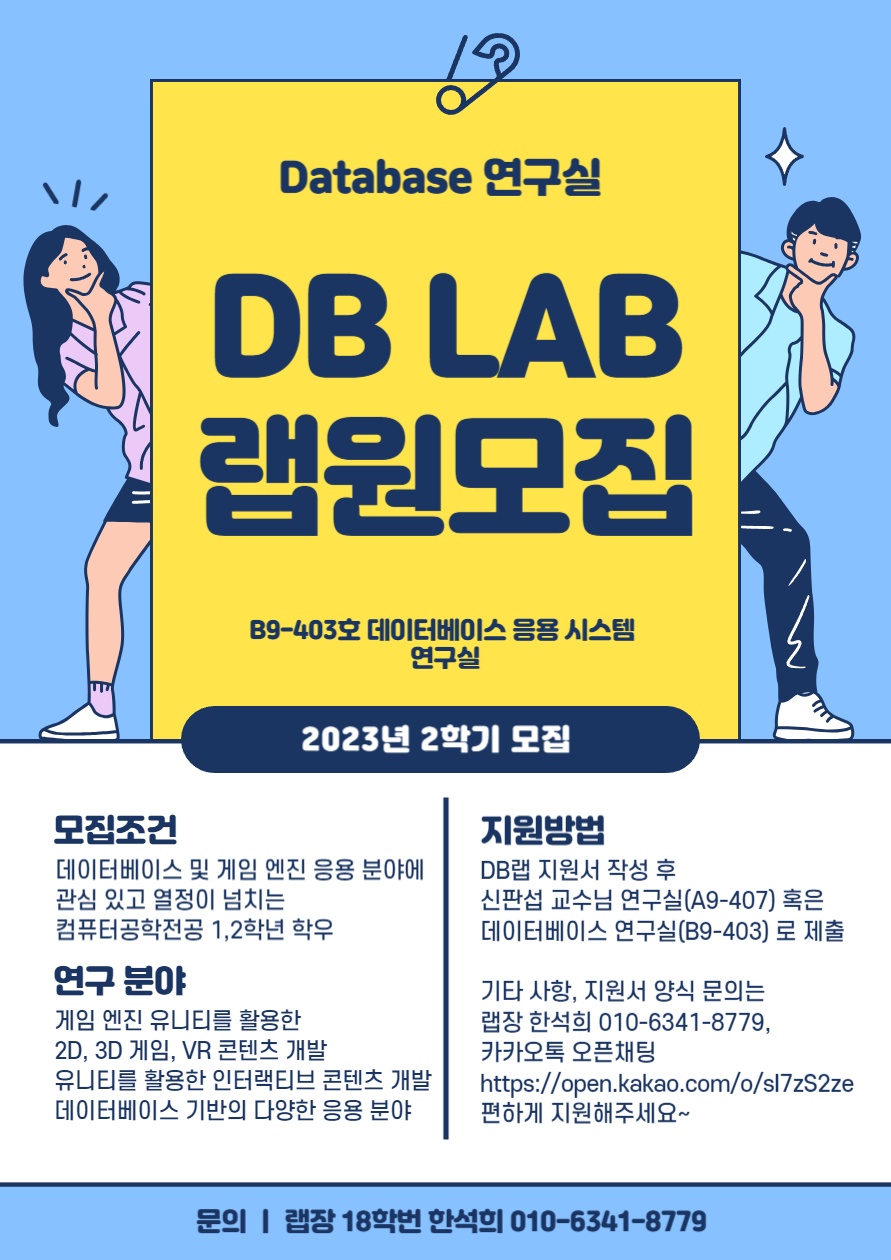 Database 연구실
DB LAB
랩원모집
B9-403호 데이터베이스 응용 시스템
연구실
2023년 2학기 모집
모집조건
데이터베이스 및 게임 엔진 응용 분야에
관심 있고 열정이 넘치는
컴퓨터공학전공 1,2학년 학우
연구 분야
게임 엔진 유니티를 활용한
2D, 3D 게임, VR 콘텐츠 개발
유니티를 활용한 인터랙티브 콘텐츠 개발
데이터베이스 기반의 다양한 응용 분야
지원방법
DB랩 지원서 작성 후
신판섭 교수님 연구실(A9-407) 혹은
데이터베이스 연구실(B9-403) 로 제출
기타 사항, 지원서 양식 문의는
랩장 한석희 010-6341-8779,
카카오톡 오픈채팅
https://open.kakao.com/o/sl7zS2ze
편하게 지원해주세요~
문의 | 랩장 18학번 한석희 010-6341-8779